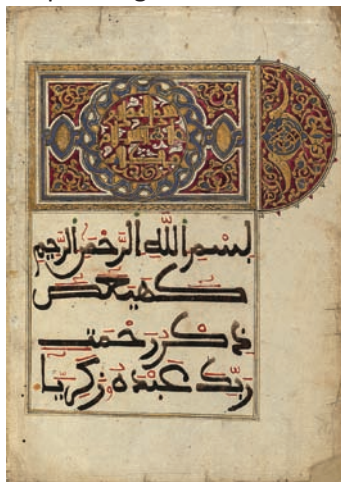 بسم الله الرحمن الرحيم
كهيعص
ذكر رحمت
ربك عبده زكريا